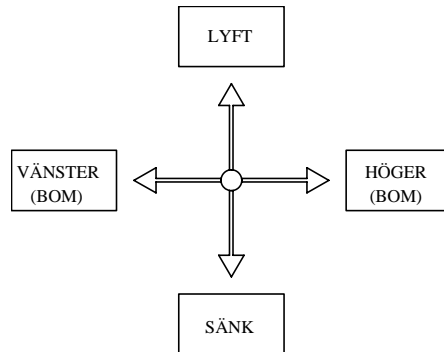 LYFT
VÄNSTER
(BOM)
HÖGER
(BOM)
SÄNK